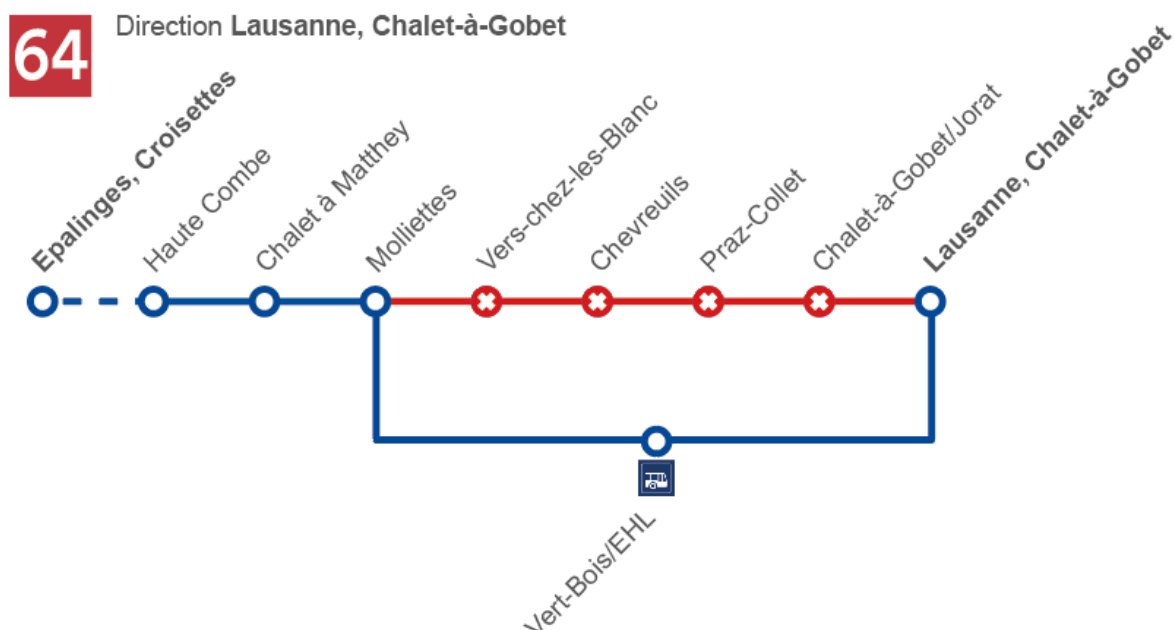 64
Direction Lausanne, Chalet-à-Gobet
Epalinges, Croisettes
Haute Combe
Chalet à Matthey
Molliettes
Vers-chez-les-Blanc
Chevreuils
Praz-Collet
Chalet-à-Gobet/Jorat
Lausanne, Chalet-à-Gobet
Vert-Bois/EHL